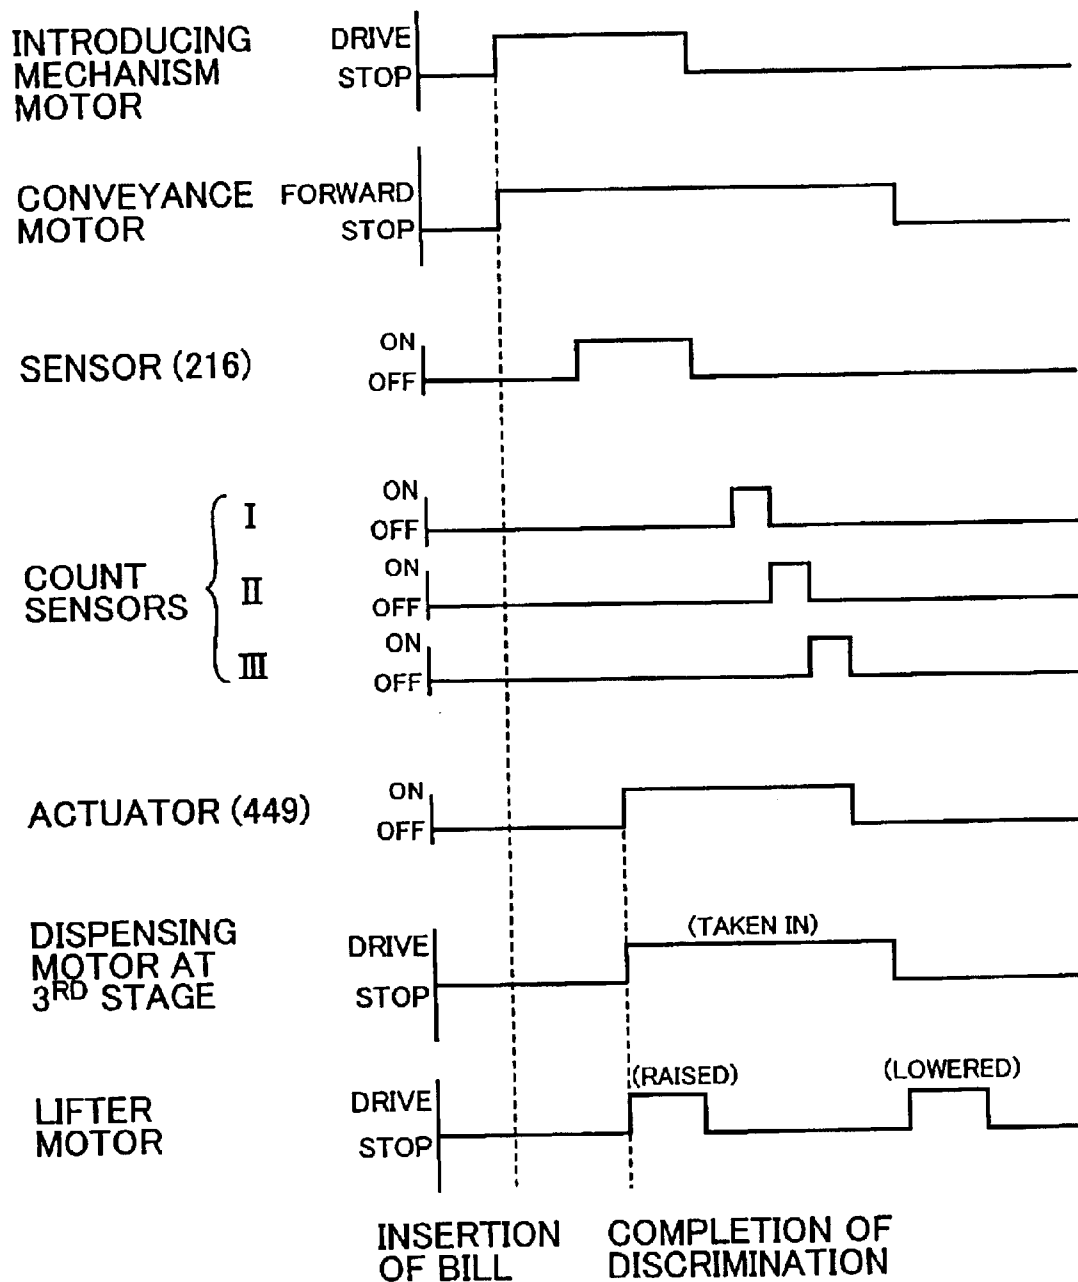 INTRODUCING
MECHANISM
MOTOR
DRIVE
STOP
CONVEYANCE
MOTOR
FORWARD
STOP
SENSOR (216)
ON
OFF
COUNT
SENSORS
I
ON
OFF
II
ON
OFF
III
ON
OFF
ACTUATOR (449)
ON
OFF
DISPENSING
MOTOR AT
3RD STAGE
DRIVE
STOP
(TAKEN IN)
LIFTER
MOTOR
DRIVE
STOP
(RAISED)
(LOWERED)
INSERTION
OF BILL
COMPLETION OF
DISCRIMINATION